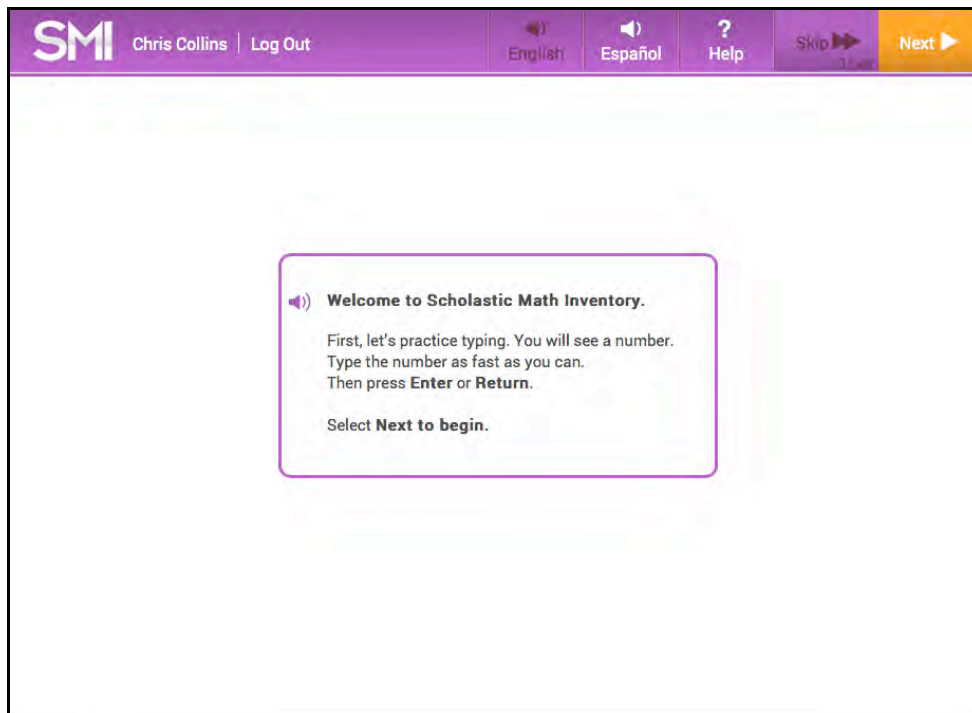 SMI
Chris Collins | Log Out
English
Español
?
Help
Skip
Next
Welcome to Scholastic Math Inventory.
First, let's practice typing. You will see a number.
Type the number as fast as you can.
Then press Enter or Return.
Select Next to begin.